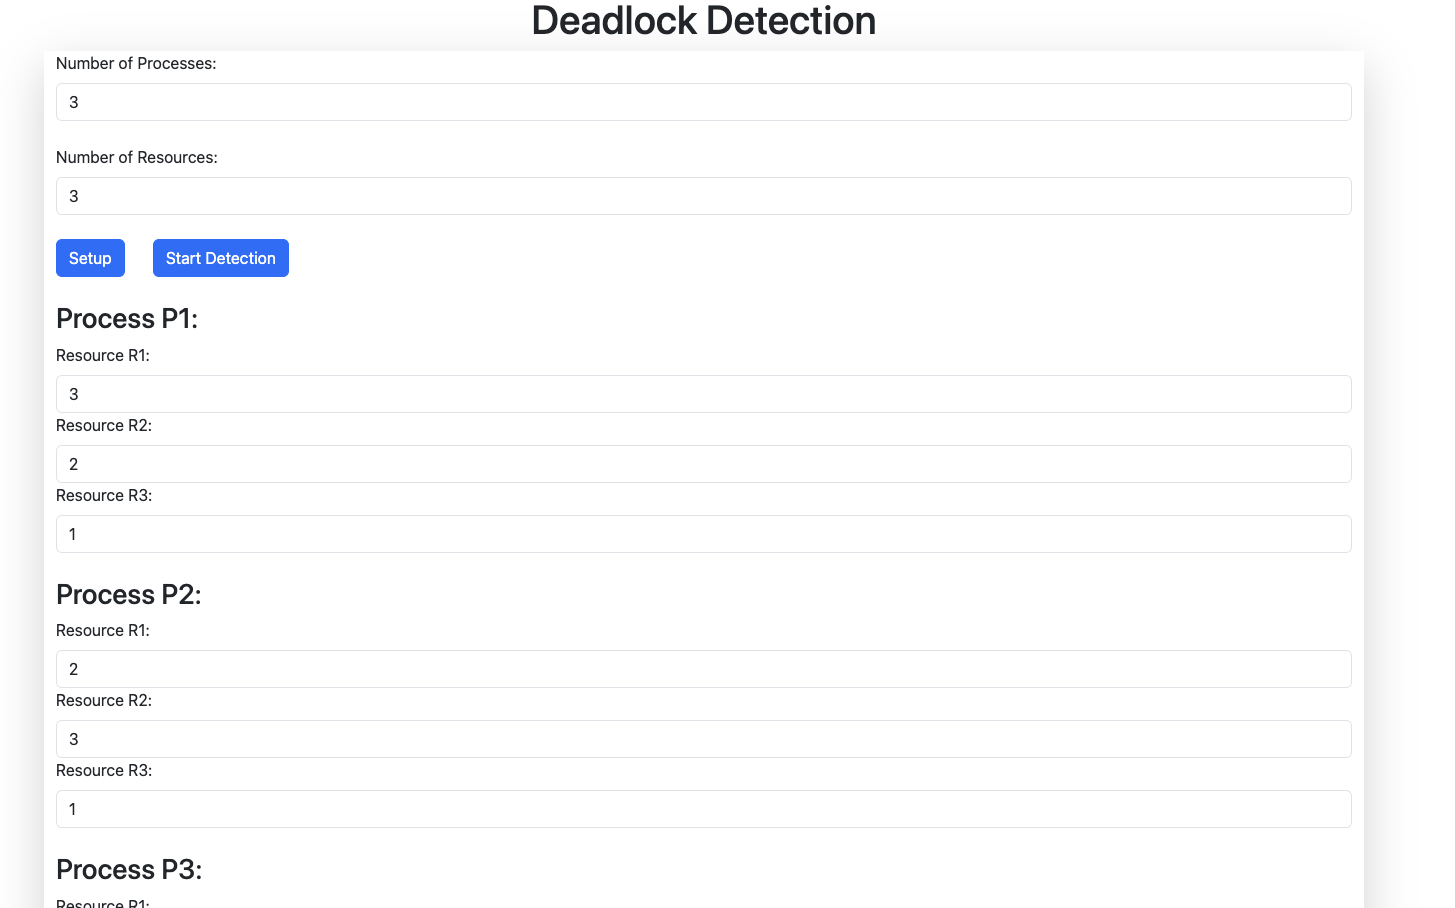 Deadlock Detection
Number of Processes:
3
Number of Resources:
3
Setup Start Detection
Process P1:
Resource R1:
3
Resource R2:
2
Resource R3:
1
Process P2:
Resource R1:
2
Resource R2:
3
Resource R3:
1
Process P3:
Resource R1: